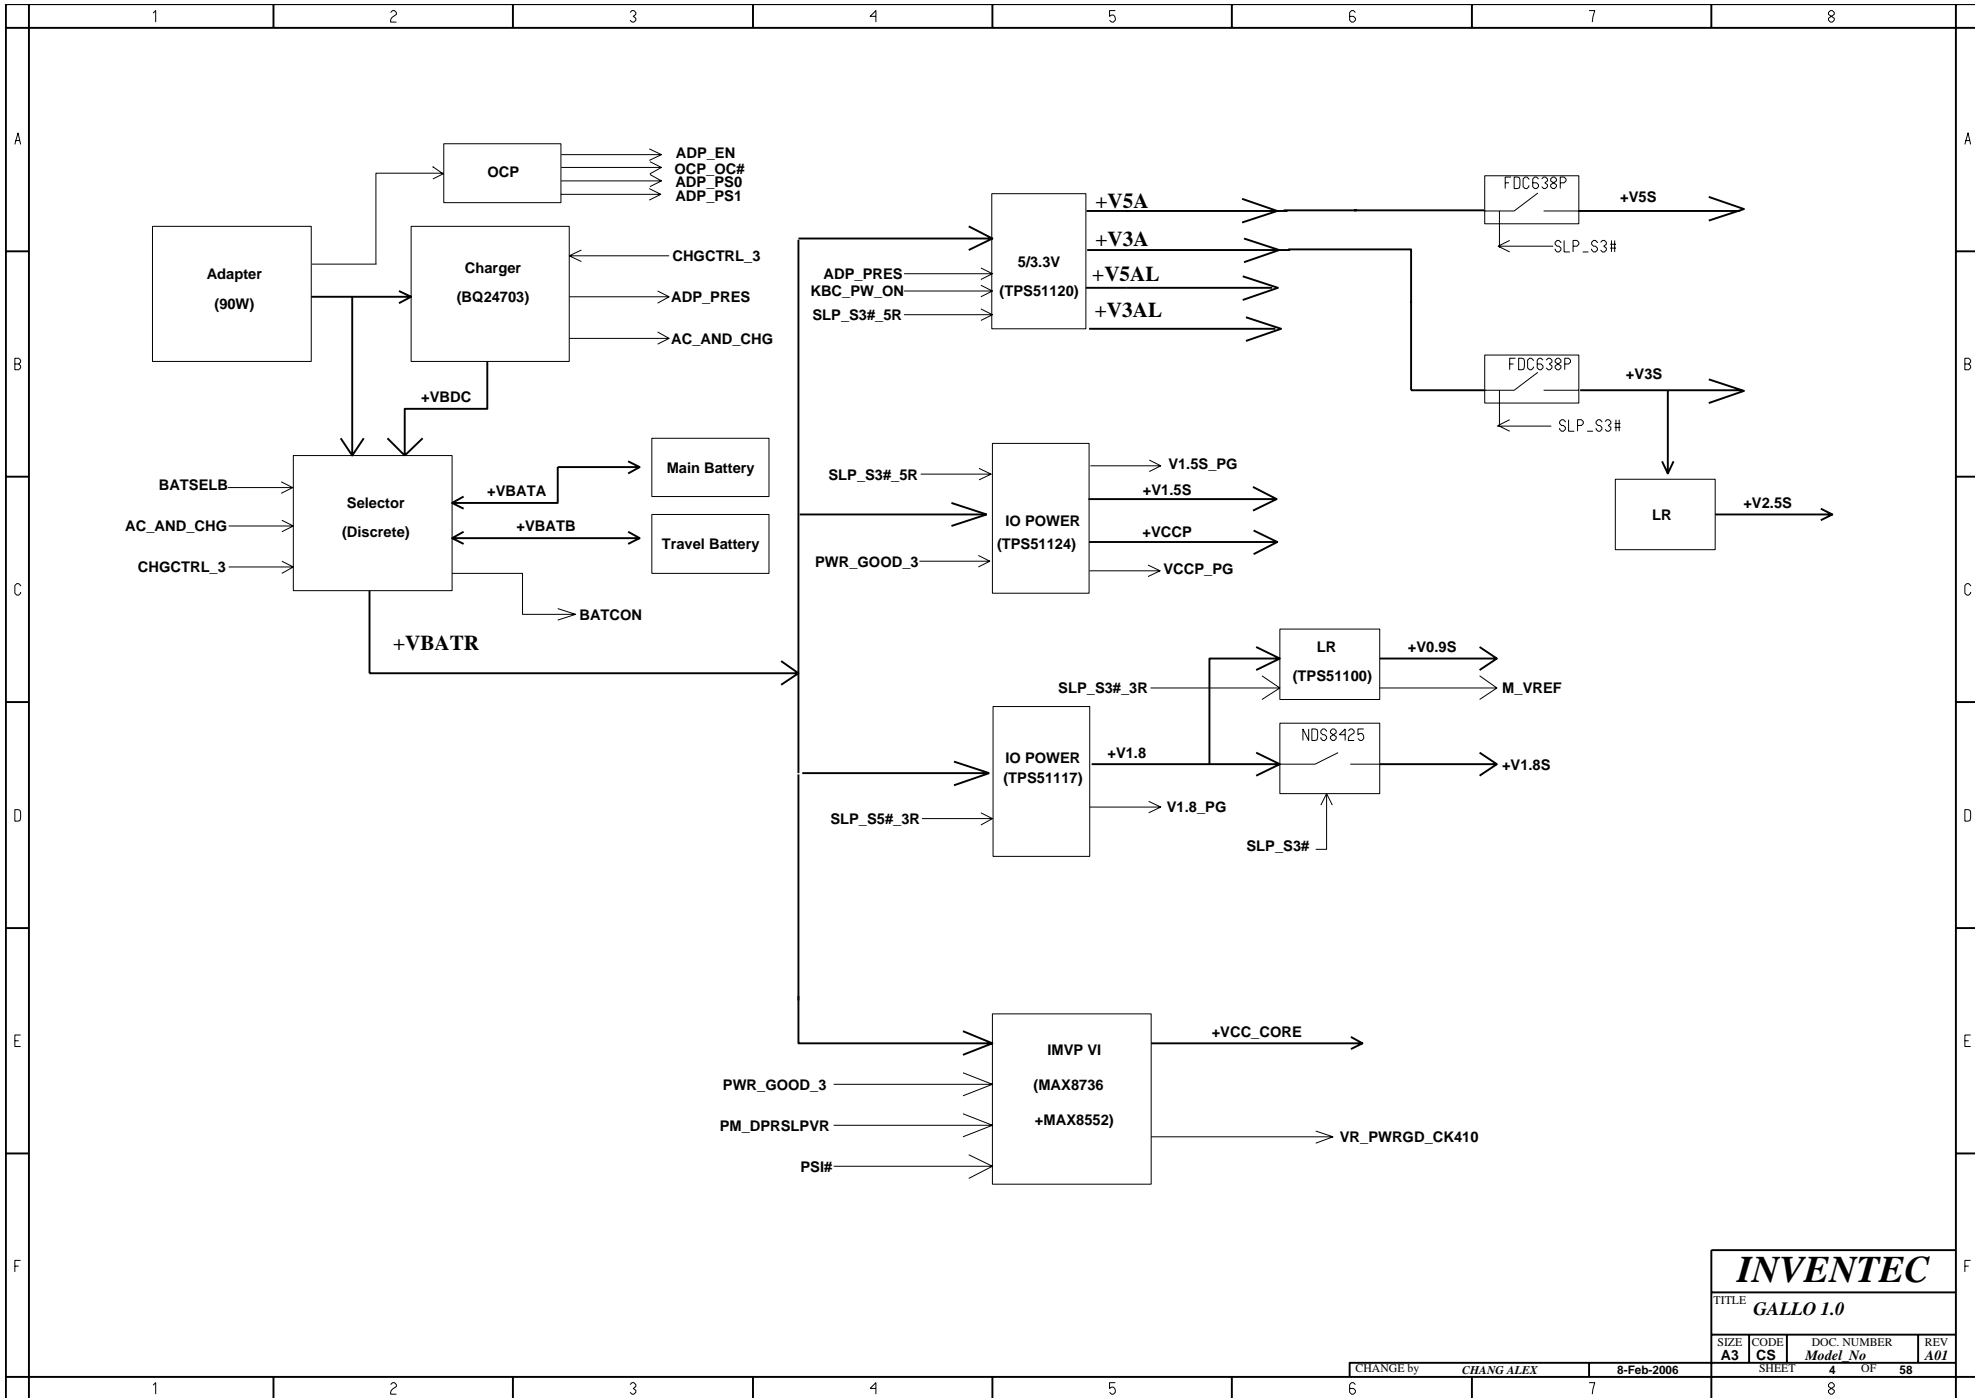 1 2 3 4 5 6 7 8
A A
B B
C C
D D
E E
F F
OCP
ADP_EN
OCP_OC#
ADP_PS0
ADP_PS1
Adapter
(90W)
Charger
(BQ24703)
CHGCTRL_3
ADP_PRES
AC_AND_CHG
+VBDC
BATSELB
AC_AND_CHG
CHGCTRL_3
Selector
(Discrete)
+VBATA
+VBATB
Main Battery
Travel Battery
BATCON
+VBATR
ADP_PRES
KBC_PW_ON
SLP_S3#_5R
5/3.3V
(TPS51120)
+V5A
+V3A
+V5AL
+V3AL
FDC638P
+V5S
SLP_S3#
FDC638P
+V3S
SLP_S3#
LR
+V2.5S
SLP_S3#_5R
PWR_GOOD_3
IO POWER
(TPS51124)
V1.5S_PG
+V1.5S
+VCCP
VCCP_PG
SLP_S3#_3R
LR
(TPS51100)
+V0.9S
M_VREF
IO POWER
(TPS51117)
+V1.8
V1.8_PG
SLP_S5#_3R
NDS8425
+V1.8S
SLP_S3#
IMVP VI
(MAX8736
+MAX8552)
+VCC_CORE
PWR_GOOD_3
PM_DPRSLPVR
PSI#
VR_PWRGD_CK410
INVENTEC
TITLE GALLO 1.0
SIZE CODE DOC. NUMBER REV
A3 CS Model_No A01
CHANGE by CHANG ALEX 8-Feb-2006 SHEET 4 OF 58
1 2 3 4 5 6 7 8